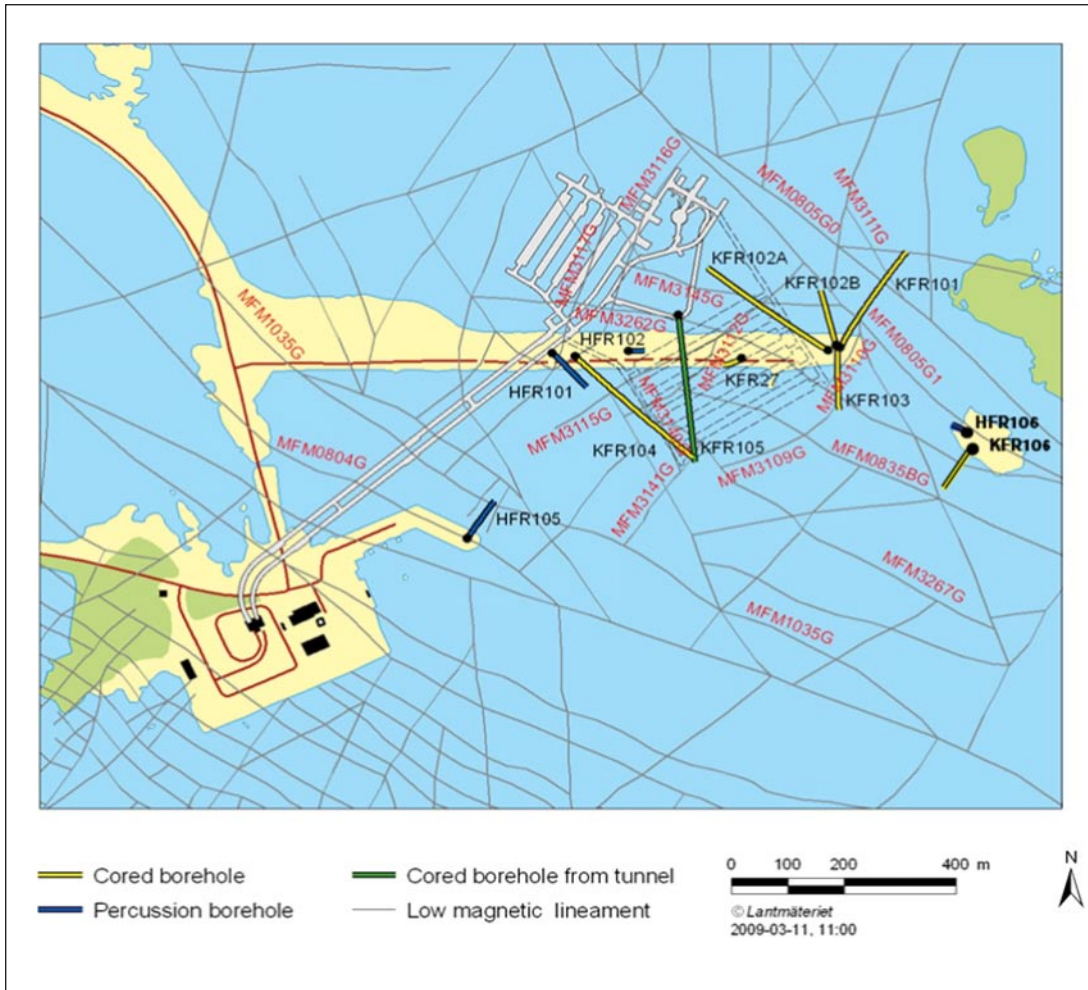 MFM3116G
MFM0805G0
MFM3111G
MFM3117G
KFR102A
KFR102B
KFR101
MFM1035G
MFM3145G
MFM3262G
MFM3112G
HFR102
MFM0805G1
MFM3110G
KFR27
HFR101
KFR103
MFM3115G
HFR106
KFR104
KFR105
KFR106
MFM0804G
MFM3109G
MFM0835BG
MFM3141G
HFR105
MFM3267G
MFM1035G
Cored borehole
Cored borehole from tunnel
0 100 200 400 m
N
Percussion borehole
Low magnetic lineament
© Lantmäteriet
2009-03-11, 11:00